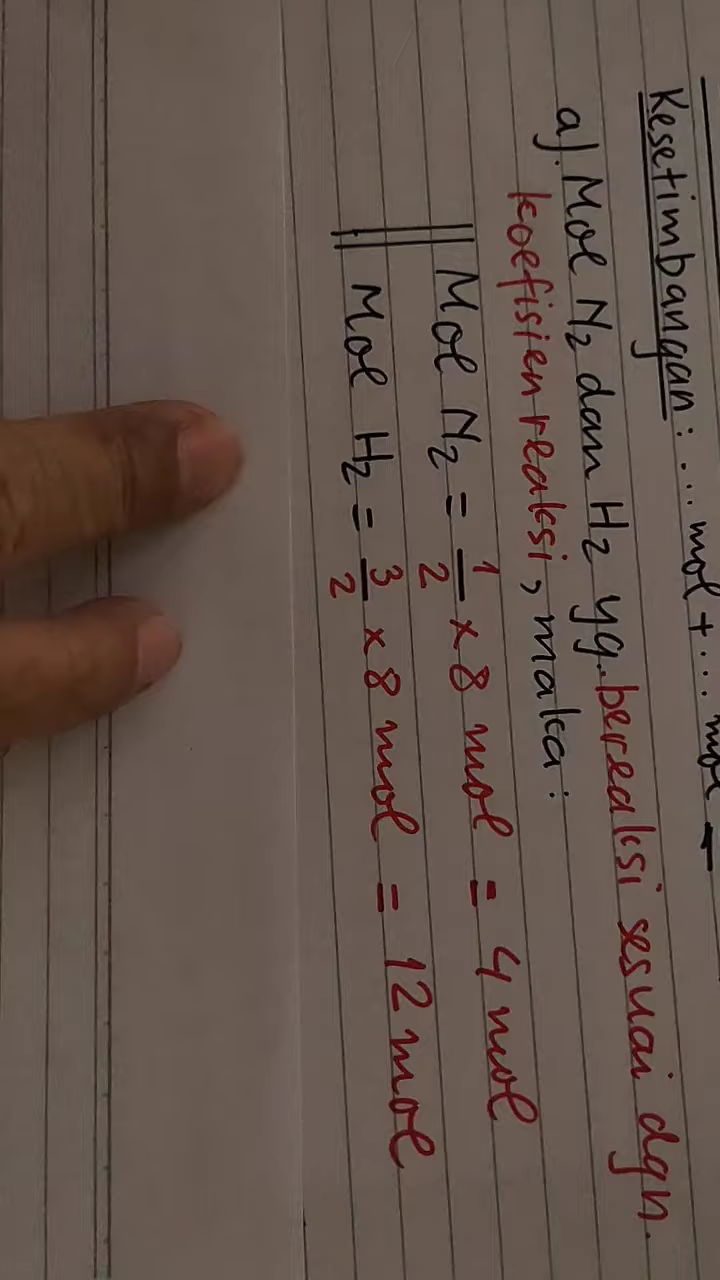 Kesetimbangan : ... mol + ... mol
a). Mol N₂ dan H₂ yg. bereaksi sesuai dgn.
koefisien reaksi, maka :
Mol N₂ = 1/2 × 8 mol = 4 mol
Mol H₂ = 3/2 × 8 mol = 12 mol